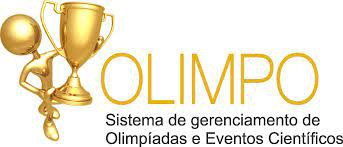 OLIMPO
Sistema de gerenciamento de
Olimpíadas e Eventos Científicos